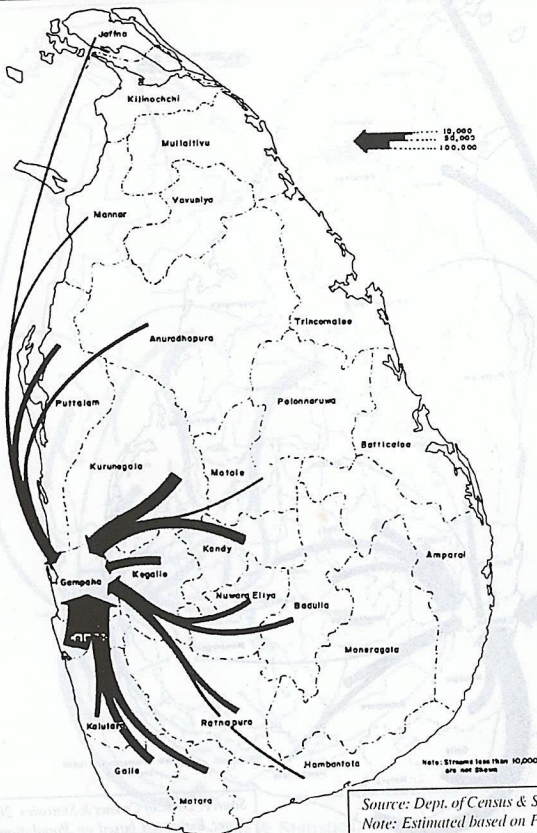 Jaffna
Kilinochchi
10,000
50,000
100,000
Mullaitivu
Vavuniya
Mannar
Trincomalee
Anuradhapura
Puttalam
Polonnaruwa
Batticaloa
Kurunegala
Matale
Amparai
Kandy
Kegalle
Gampaha
Nuwara Eliya
Badulla
Moneragala
Kalutara
Ratnapura
Galle
Hambantota
Matara
Note: Streams less than 10,000
are not Shown
Source: Dept. of Census & S
Note: Estimated based on P